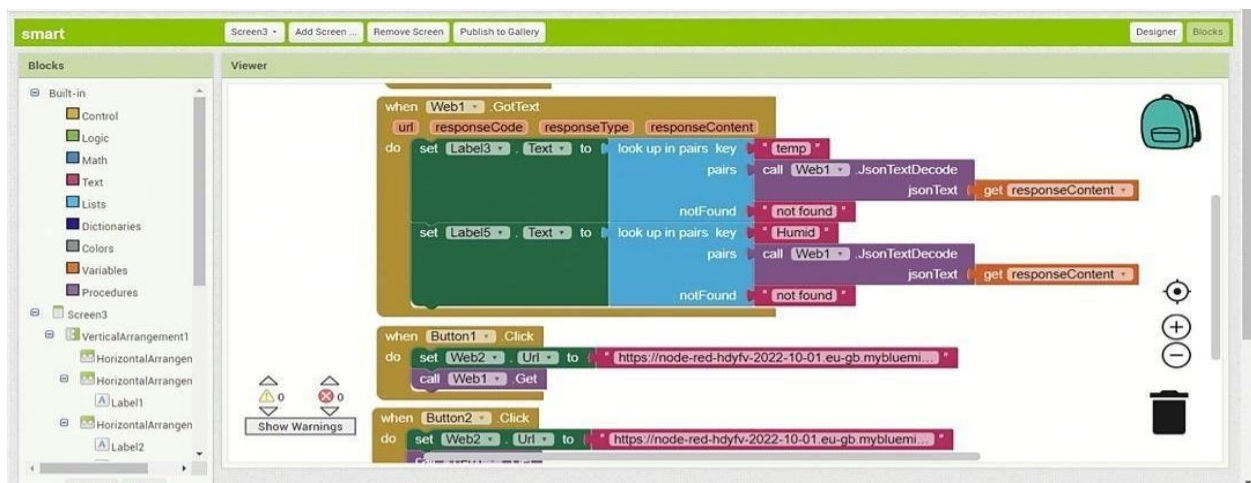 smart Screen3 Add Screen ... Remove Screen Publish to Gallery Designer Blocks
Blocks
Viewer
Built-in
Control
Logic
Math
Text
Lists
Dictionaries
Colors
Variables
Procedures
Screen3
VerticalArrangement1
HorizontalArrangen
HorizontalArrangen
Label1
HorizontalArrangen
Label2
when Web1 .GotText
url responseCode responseType responseContent
do set Label3 . Text to look up in pairs key " temp "
pairs call Web1 .JsonTextDecode
jsonText get responseContent
notFound " not found "
set Label5 . Text to look up in pairs key " Humid "
pairs call Web1 .JsonTextDecode
jsonText get responseContent
notFound " not found "
when Button1 .Click
do set Web2 . Url to " https://node-red-hdyfv-2022-10-01.eu-gb.mybluemi... "
call Web1 .Get
when Button2 .Click
do set Web2 . Url to " https://node-red-hdyfv-2022-10-01.eu-gb.mybluemi... "
0 0
Show Warnings